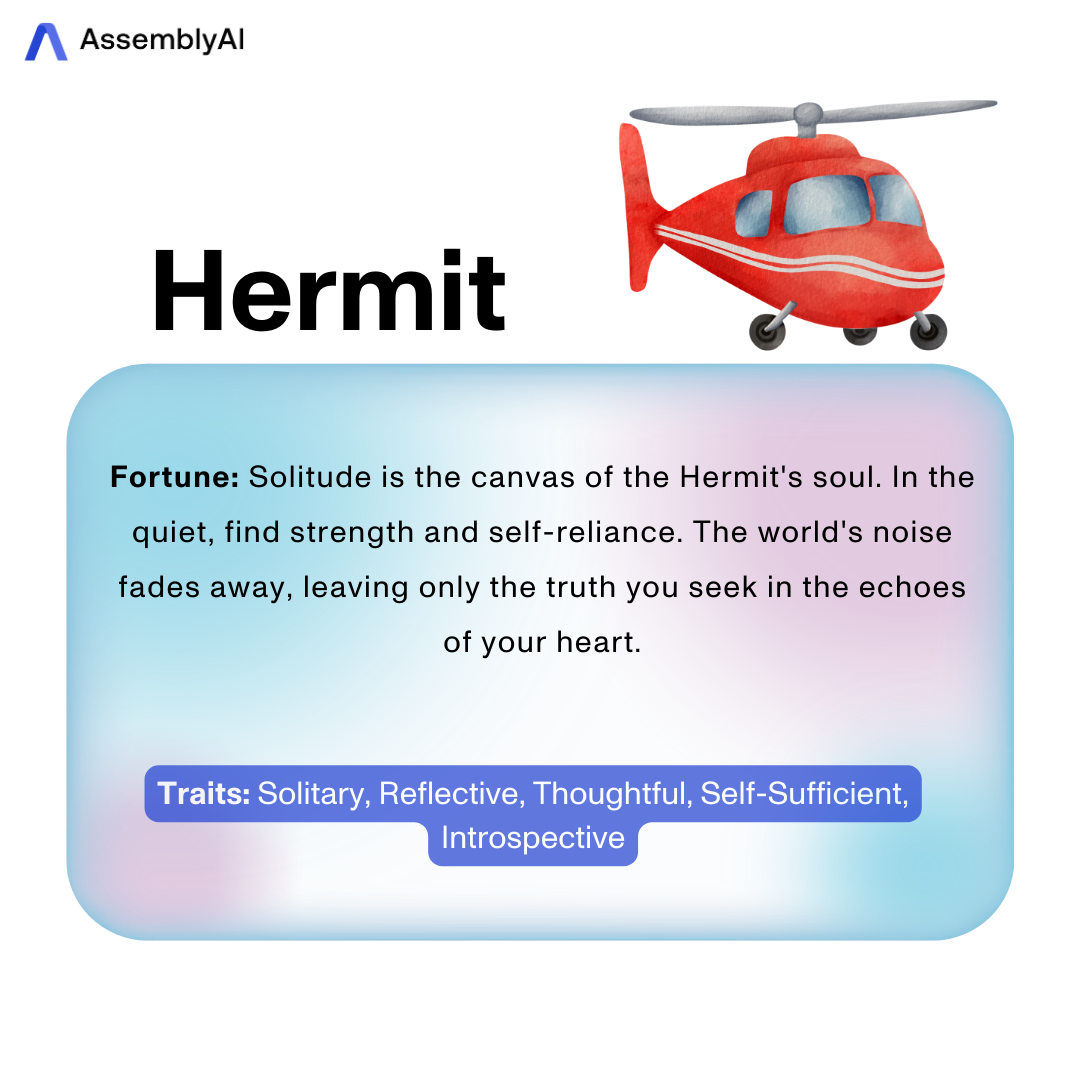 AssemblyAI
Hermit
Fortune: Solitude is the canvas of the Hermit's soul. In the
quiet, find strength and self-reliance. The world's noise
fades away, leaving only the truth you seek in the echoes
of your heart.
Traits: Solitary, Reflective, Thoughtful, Self-Sufficient,
Introspective